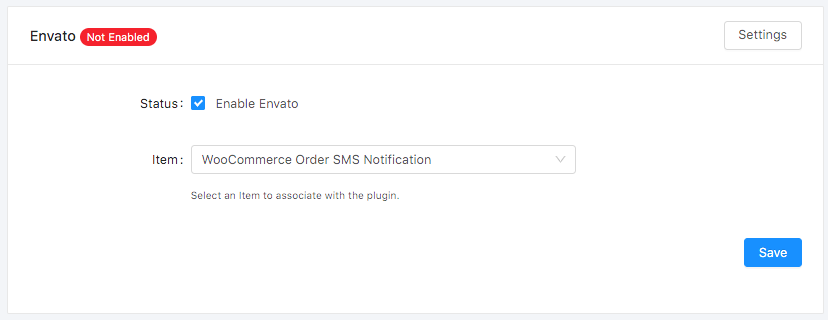 Envato Not Enabled Settings
Status: Enable Envato
Item: WooCommerce Order SMS Notification
Select an Item to associate with the plugin.
Save